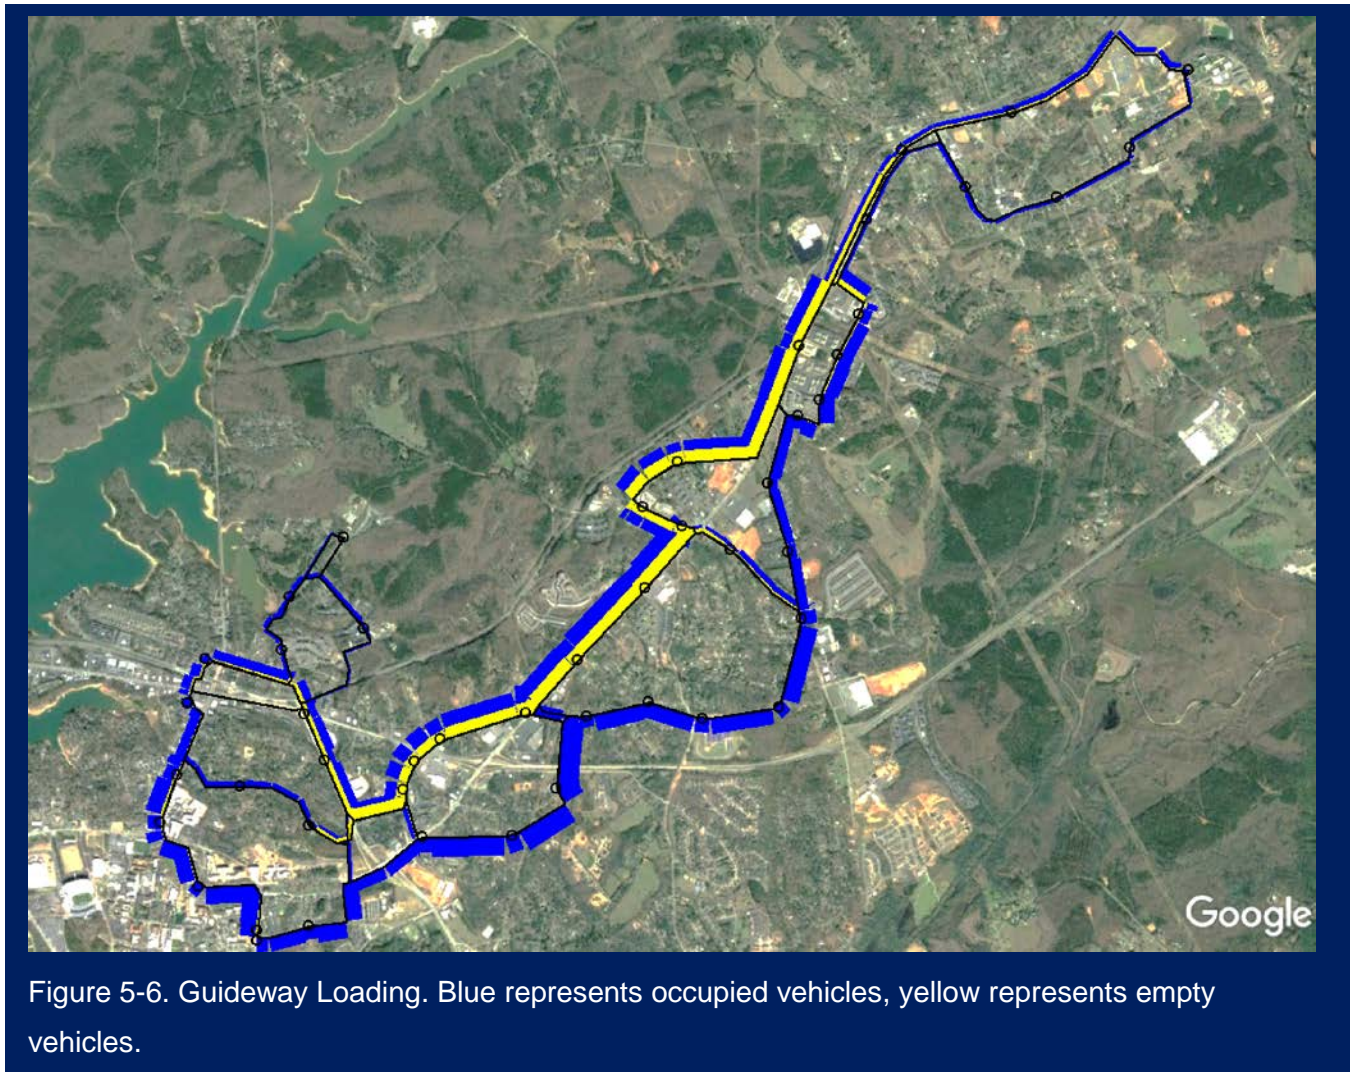 Google
Figure 5-6. Guideway Loading. Blue represents occupied vehicles, yellow represents empty
vehicles.